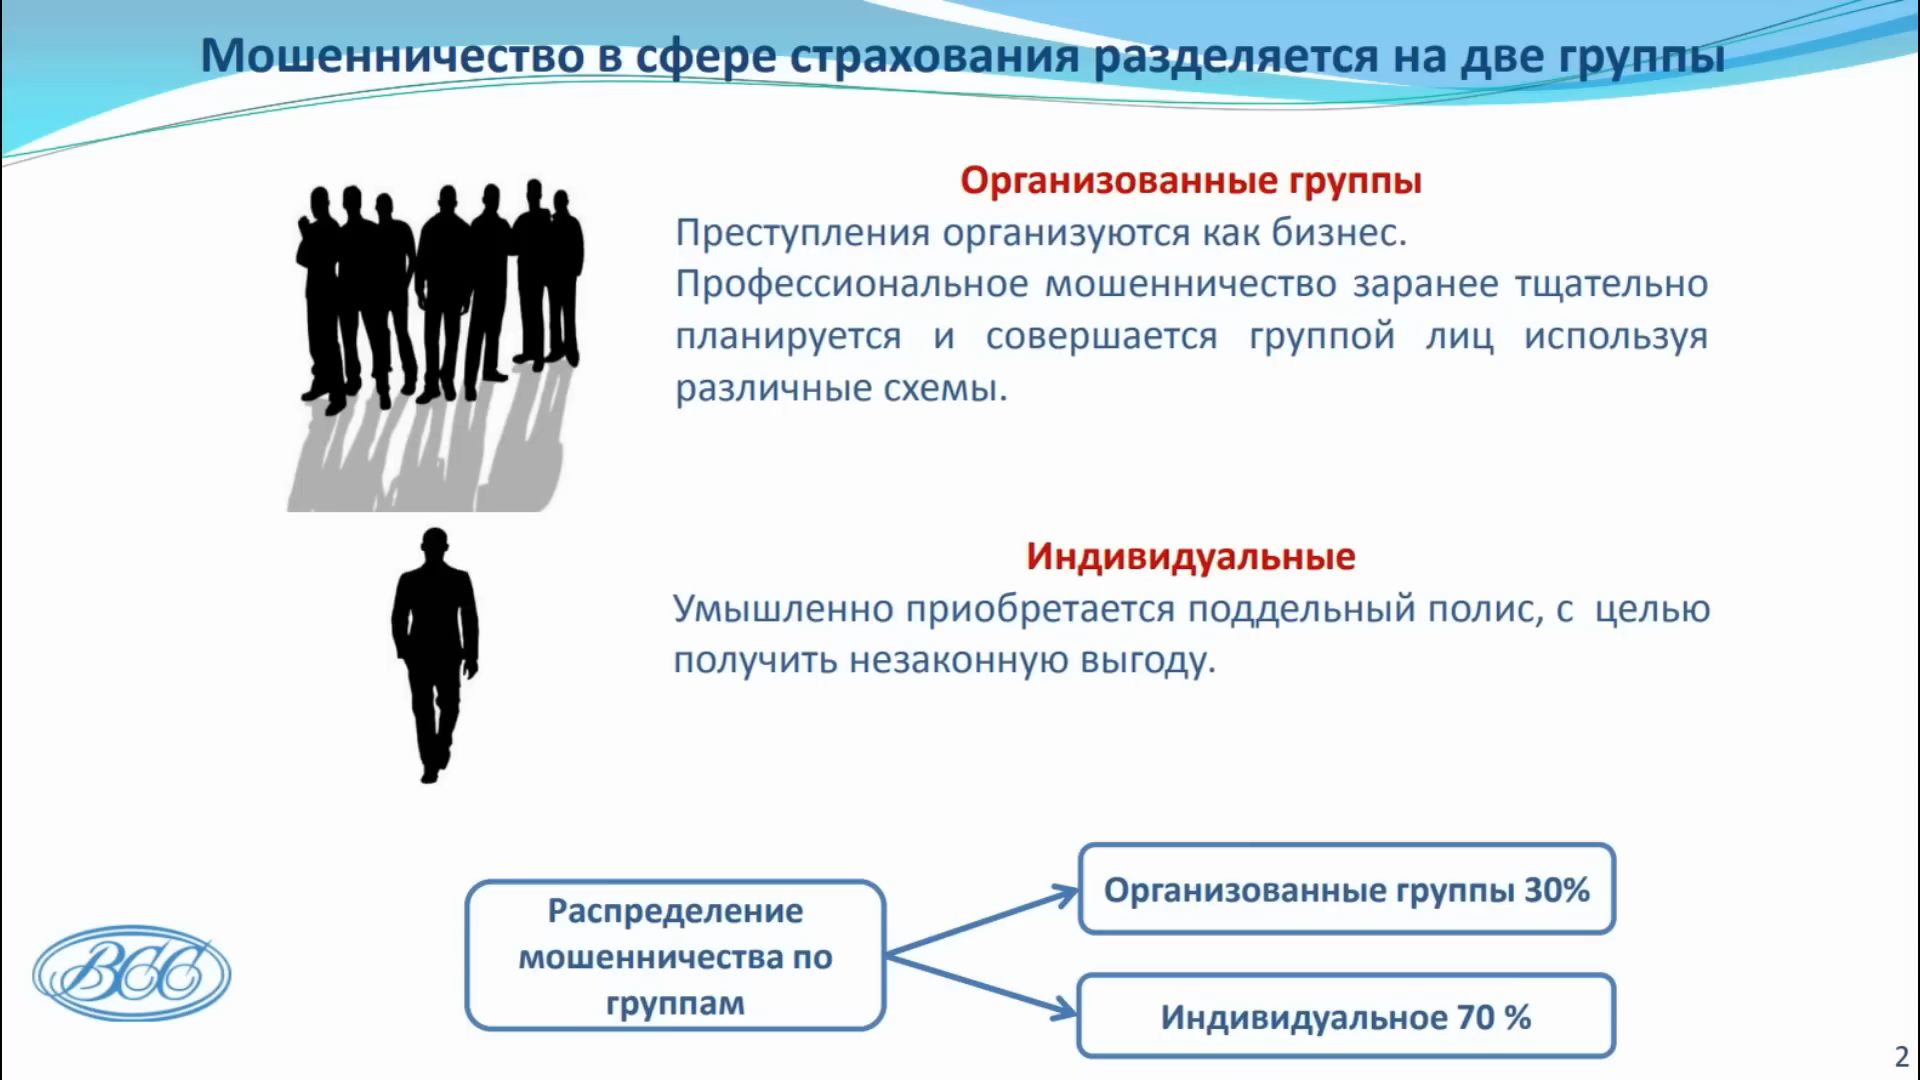 Мошенничество в сфере страхования разделяется на две группы
Организованные группы
Преступления организуются как бизнес.
Профессиональное мошенничество заранее тщательно
планируется и совершается группой лиц используя
различные схемы.
Индивидуальные
Умышленно приобретается поддельный полис, с целью
получить незаконную выгоду.
Распределение
мошенничества по
группам
Организованные группы 30%
Индивидуальное 70 %
ВСС
2